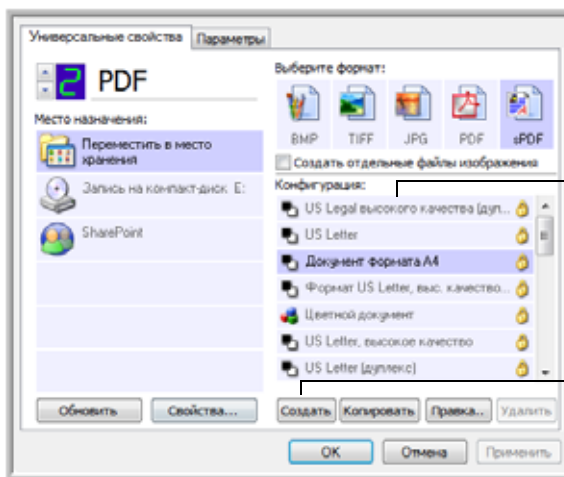 Универсальные свойства
Параметры
2 PDF
Место назначения:
Переместить в место
хранения
Запись на компакт-диск E:
SharePoint
Обновить
Свойства...
Выберите формат:
BMP
TIFF
JPG
PDF
sPDF
Создать отдельные файлы изображения
Конфигурация:
US Legal высокого качества (дуп...
US Letter
Документ формата A4
Формат US Letter, выс. качество...
Цветной документ
US Letter, высокое качество
US Letter (дуплекс)
Создать
Копировать
Правка..
Удалить
OK
Отмена
Применить